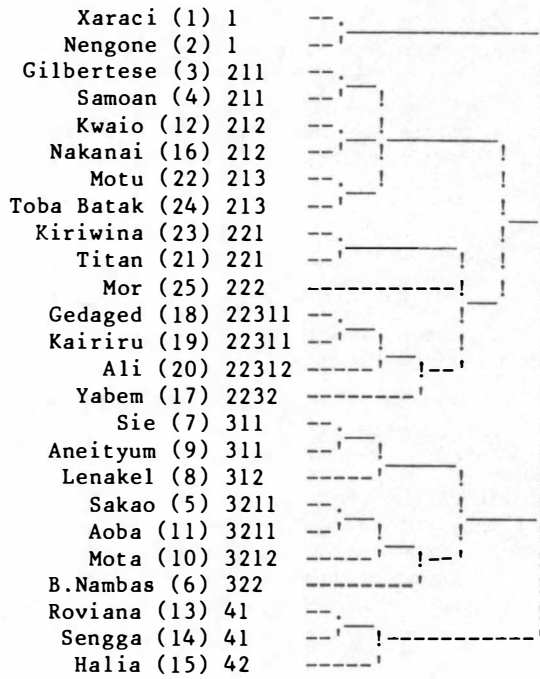 Xaraci (1) 1
Nengone (2) 1
Gilbertese (3) 211
Samoan (4) 211
Kwaio (12) 212
Nakanai (16) 212
Motu (22) 213
Toba Batak (24) 213
Kiriwina (23) 221
Titan (21) 221
Mor (25) 222
Gedaged (18) 22311
Kairiru (19) 22311
Ali (20) 22312
Yabem (17) 2232
Sie (7) 311
Aneityum (9) 311
Lenakel (8) 312
Sakao (5) 3211
Aoba (11) 3211
Mota (10) 3212
B.Nambas (6) 322
Roviana (13) 41
Sengga (14) 41
Halia (15) 42